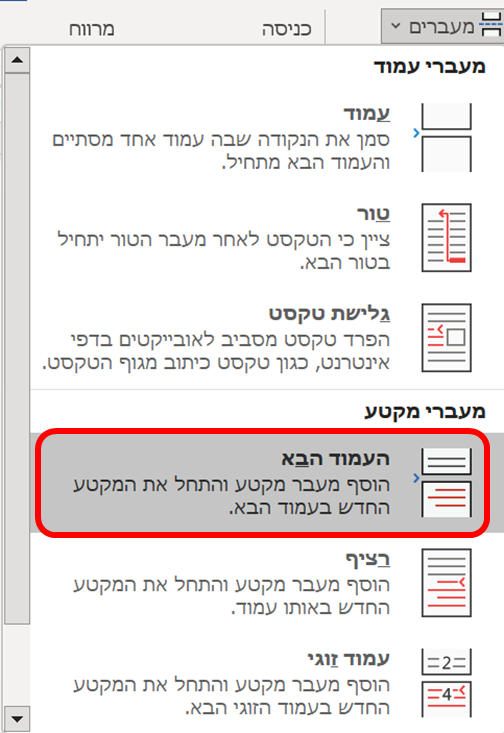 מעברים
כניסה
מרווח
מעברי עמוד
עמוד
סמן את הנקודה שבה עמוד אחד מסתיים
והעמוד הבא מתחיל.
טור
ציין כי הטקסט לאחר מעבר הטור יתחיל
בטור הבא.
גלישת טקסט
הפרד טקסט מסביב לאובייקטים בדפי
אינטרנט, כגון טקסט כיתוב מגוף הטקסט.
מעברי מקטע
העמוד הבא
הוסף מעבר מקטע והתחל את המקטע
החדש בעמוד הבא.
רציף
הוסף מעבר מקטע והתחל את המקטע
החדש באותו עמוד.
עמוד זוגי
2
הוסף מעבר מקטע והתחל את המקטע
4
החדש בעמוד הזוגי הבא.